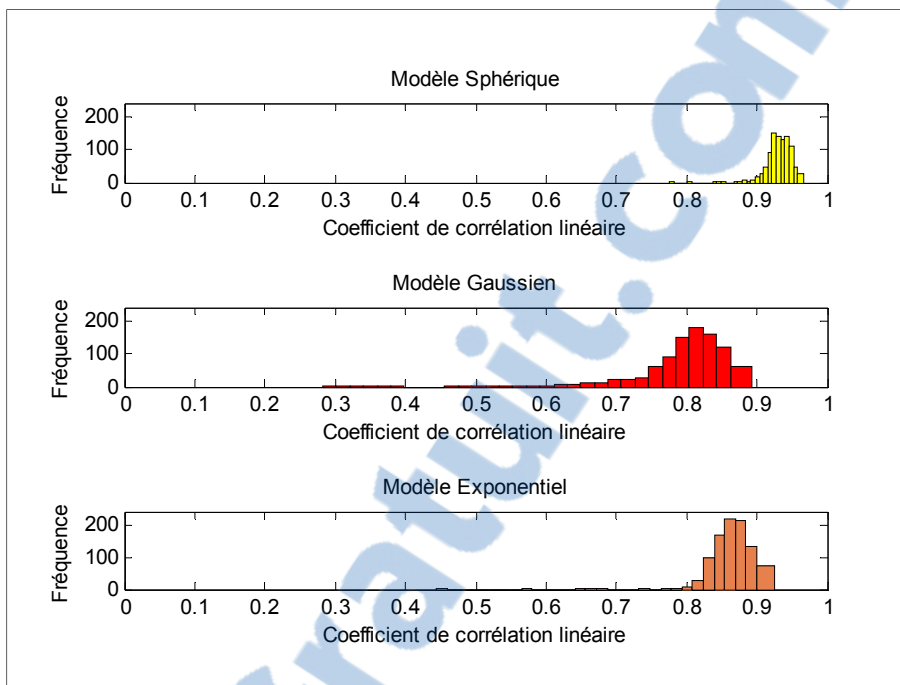 Modèle Sphérique
Fréquence
200
100
0
0 0.1 0.2 0.3 0.4 0.5 0.6 0.7 0.8 0.9 1
Coefficient de corrélation linéaire
Modèle Gaussien
Fréquence
200
100
0
0 0.1 0.2 0.3 0.4 0.5 0.6 0.7 0.8 0.9 1
Coefficient de corrélation linéaire
Modèle Exponentiel
Fréquence
200
100
0
0 0.1 0.2 0.3 0.4 0.5 0.6 0.7 0.8 0.9 1
Coefficient de corrélation linéaire
fratuit.com